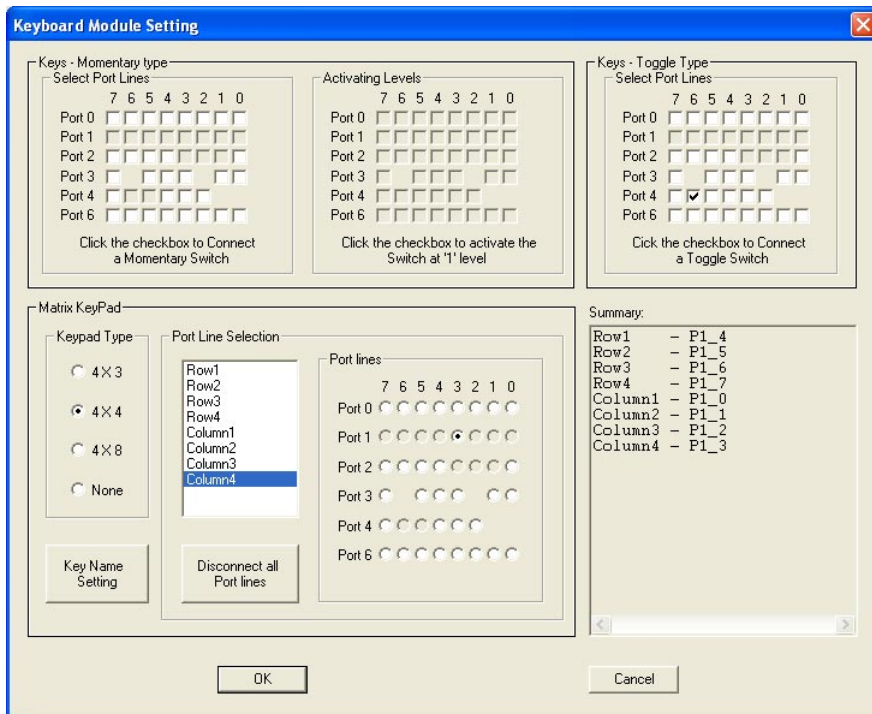 Keyboard Module Setting
Keys - Momentary type
Select Port Lines
7 6 5 4 3 2 1 0
Port 0
Port 1
Port 2
Port 3
Port 4
Port 6
Click the checkbox to Connect
a Momentary Switch
Activating Levels
7 6 5 4 3 2 1 0
Port 0
Port 1
Port 2
Port 3
Port 4
Port 6
Click the checkbox to activate the
Switch at '1' level
Keys - Toggle Type
Select Port Lines
7 6 5 4 3 2 1 0
Port 0
Port 1
Port 2
Port 3
Port 4
Port 6
Cick the checkbox to Connect
a Toggle Switch
Matrix KeyPad
Keypad Type
4 X 3
4 X 4
4 X 8
None
Key Name
Setting
Port Line Selection
Row1
Row2
Row3
Row4
Column1
Column2
Column3
Column4
Disconnect all
Port lines
Port lines
7 6 5 4 3 2 1 0
Port 0
Port 1
Port 2
Port 3
Port 4
Port 6
Summary:
Row1 - P1_4
Row2 - P1_5
Row3 - P1_6
Row4 - P1_7
Column1 - P1_0
Column2 - P1_1
Column3 - P1_2
Column4 - P1_3
OK
Cancel